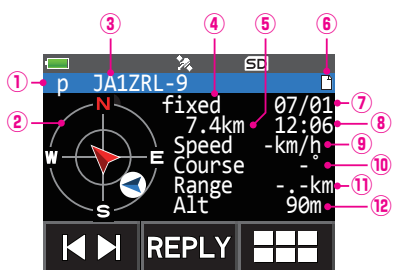 ③ ④ ⑤ ⑥
SD
① p JA1ZRL-9
② N fixed 07/01 ⑦
7.4km 12:06 ⑧
W E Speed -km/h ⑨
Course -° ⑩
Range -.-km ⑪
S Alt 90m ⑫
REPLY